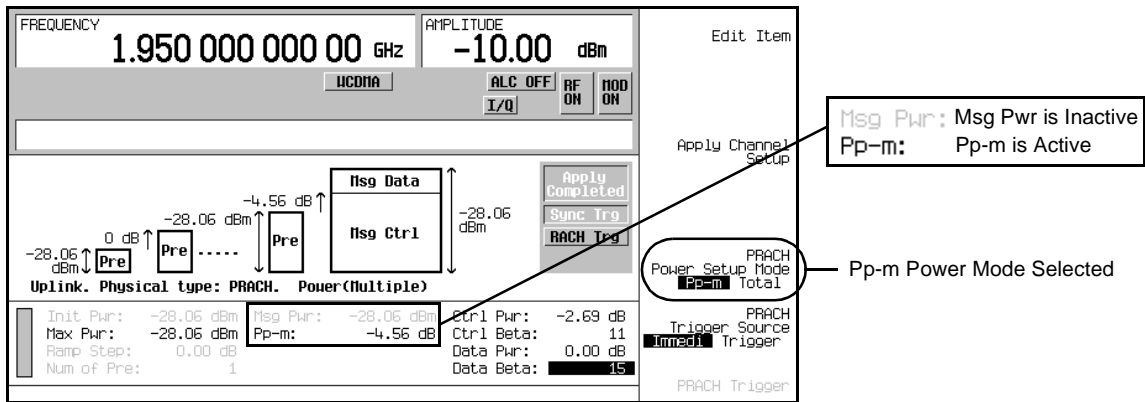 FREQUENCY
1.950 000 000 00 GHz
AMPLITUDE
-10.00 dBm
WCDMA
ALC OFF
I/Q
RF ON
MOD ON
Edit Item
Apply Channel
Setup
Msg Pwr: Msg Pwr is Inactive
Pp-m: Pp-m is Active
-28.06 dBm
Pre
0 dB
Pre
-----
-28.06 dBm
-4.56 dB
Pre
Msg Data
Msg Ctrl
-28.06
dBm
Apply
Completed
Sync Trg
RACH Trg
Uplink. Physical type: PRACH. Power(Multiple)
PRACH
Power Setup Mode
Pp-m Total
Pp-m Power Mode Selected
Init Pwr: -28.06 dBm Msg Pwr: -28.06 dBm Ctrl Pwr: -2.69 dB
Max Pwr: -28.06 dBm Pp-m: -4.56 dB Ctrl Beta: 11
Ramp Step: 0.00 dB Data Pwr: 0.00 dB
Num of Pre: 1 Data Beta: 15
PRACH
Trigger Source
Immedi Trigger
PRACH Trigger